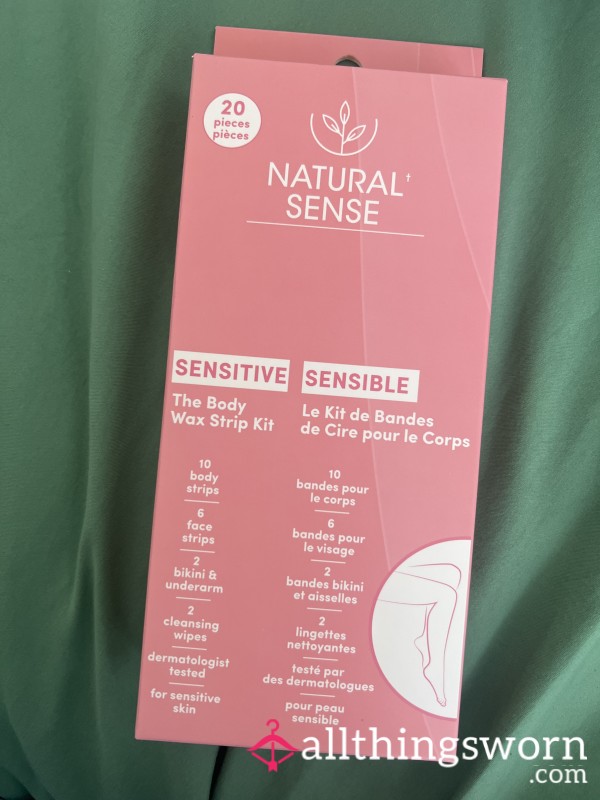 20
pieces
pièces
NATURAL†
SENSE
SENSITIVE
The Body
Wax Strip Kit
10
body
strips
6
face
strips
2
bikini &
underarm
2
cleansing
wipes
dermatologist
tested
for sensitive
skin
SENSIBLE
Le Kit de Bandes
de Cire pour le Corps
10
bandes pour
le corps
6
bandes pour
le visage
2
bandes bikini
et aisselles
2
lingettes
nettoyantes
testé par
des dermatologues
pour peau
sensible
allthingsworn
.com